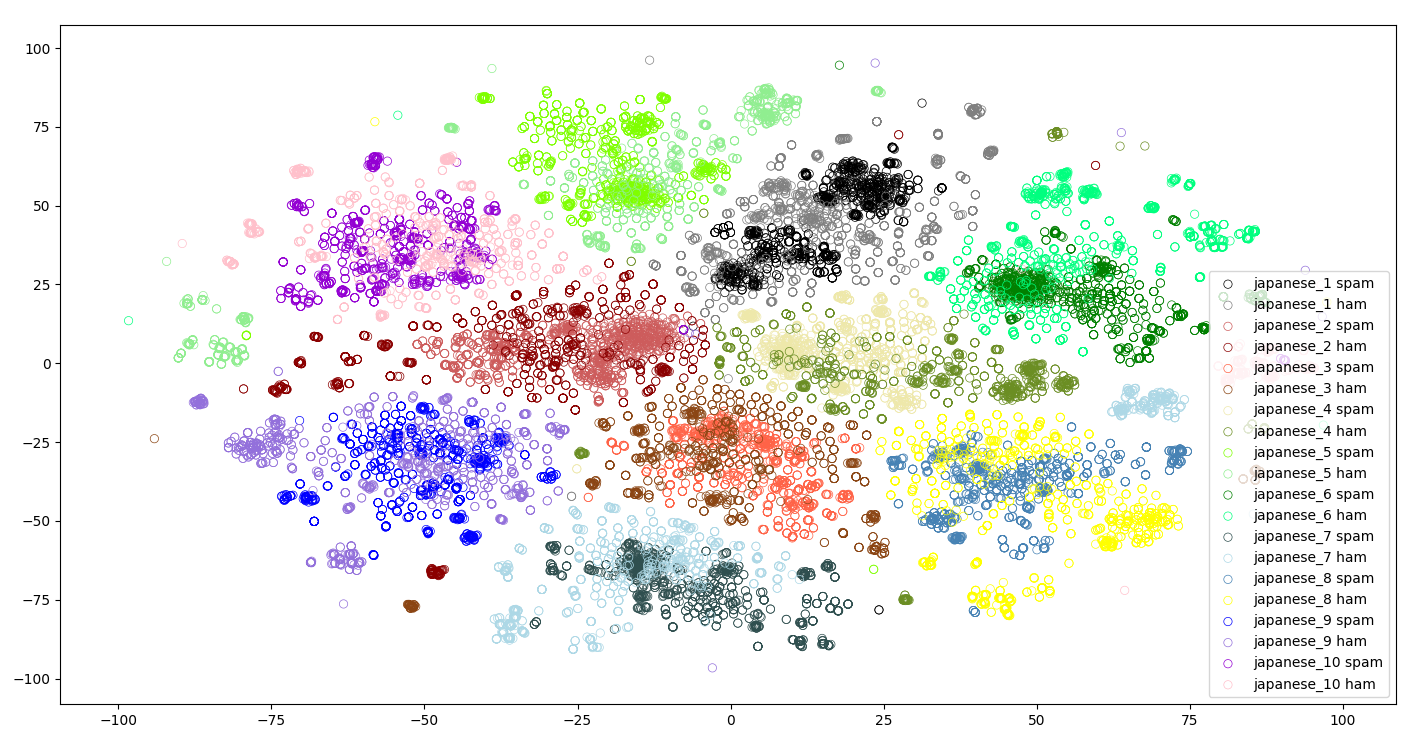 100
75
50
25
0
−25
−50
−75
−100
−100
−75
−50
−25
0
25
50
75
100
japanese_1 spam
japanese_1 ham
japanese_2 spam
japanese_2 ham
japanese_3 spam
japanese_3 ham
japanese_4 spam
japanese_4 ham
japanese_5 spam
japanese_5 ham
japanese_6 spam
japanese_6 ham
japanese_7 spam
japanese_7 ham
japanese_8 spam
japanese_8 ham
japanese_9 spam
japanese_9 ham
japanese_10 spam
japanese_10 ham